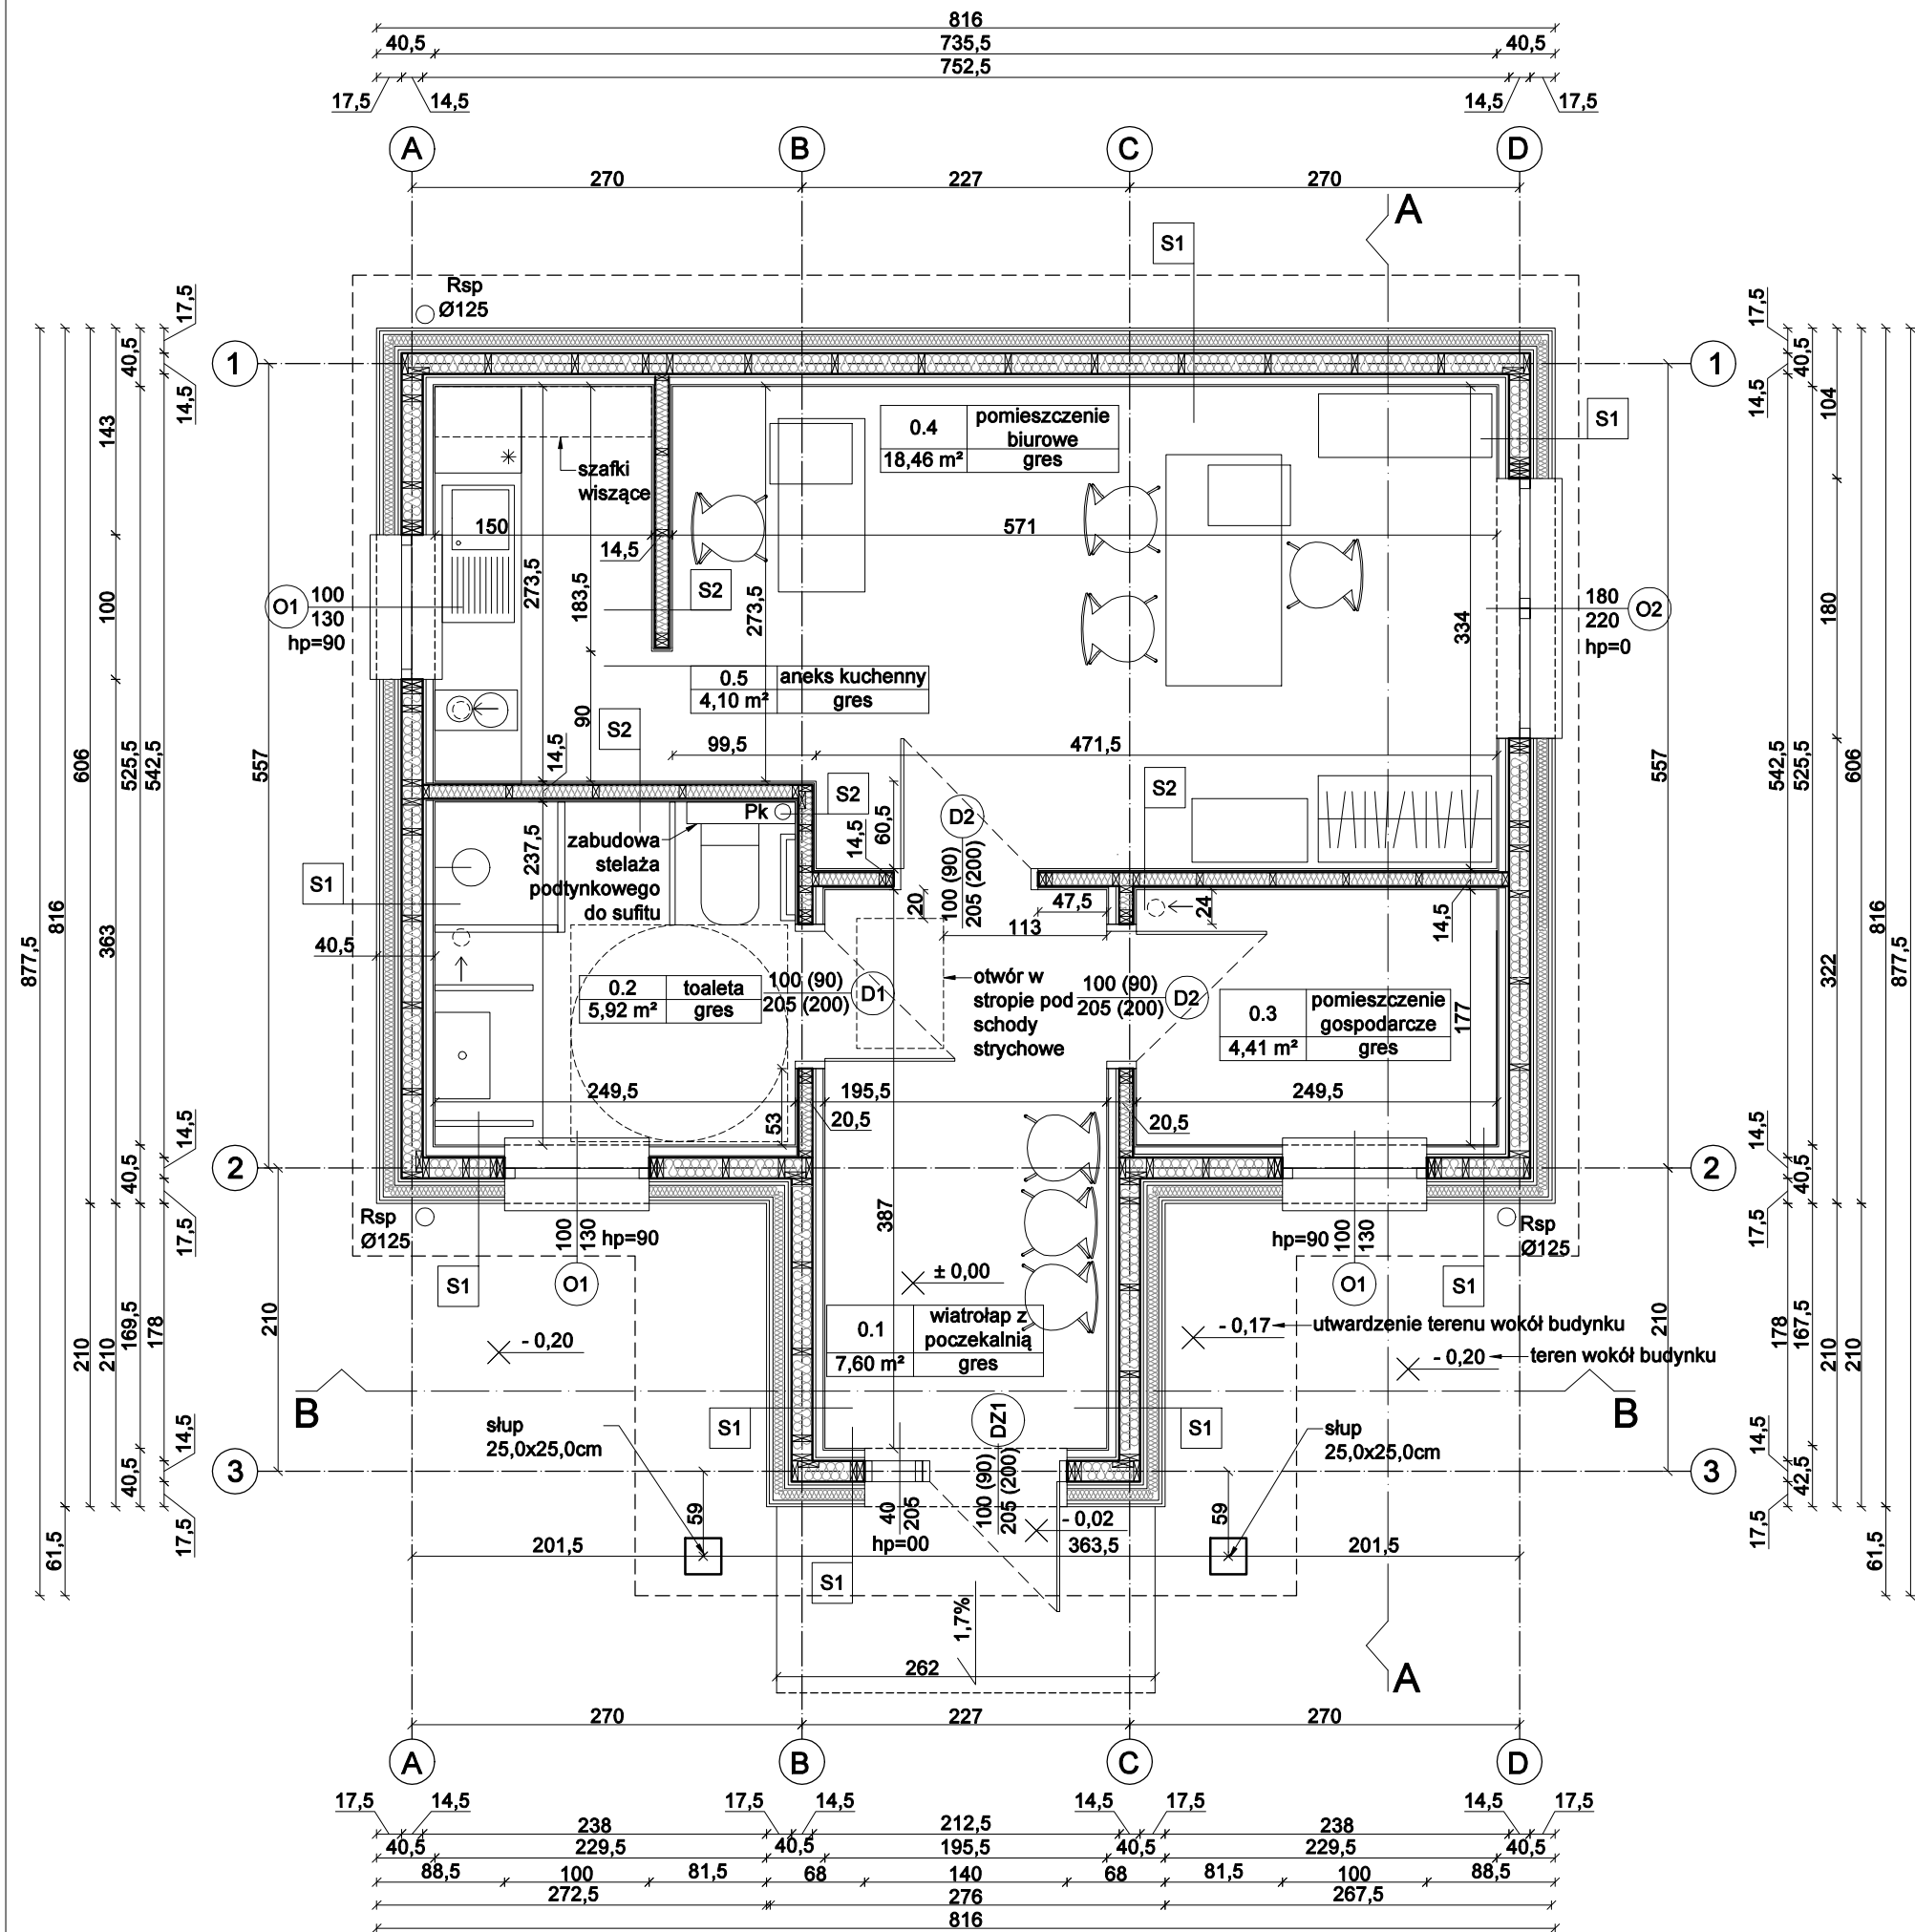 816
40,5 735,5 40,5
752,5
17,5 14,5 14,5 17,5
A B C D
270 227 270
A
S1
Rsp
Ø125
17,5
40,5
14,5
143
100
606
525,5
542,5
363
816
877,5
40,5
14,5
17,5
210
210
169,5
178
14,5
40,5
17,5
61,5
557
210
1
2
3
17,5
40,5
14,5
104
180
542,5
525,5
606
322
816
877,5
14,5
40,5
17,5
178
167,5
210
210
14,5
42,5
17,5
61,5
557
210
1
2
3
0.4 pomieszczenie
biurowe
18,46 m² gres
S1
szafki
wiszące
150
14,5
571
273,5
183,5
273,5
334
S2
O1 100
130
hp=90
180 O2
220
hp=0
0.5 aneks kuchenny
4,10 m² gres
S2
90
14,5
99,5 471,5
S2
S2
D2
100 (90)
205 (200)
Pk
60,5
14,5
zabudowa
stelaża
podtynkowego
do sufitu
237,5
S1
40,5
20
47,5
113
24
14,5
0.2 toaleta
5,92 m² gres
100 (90)
205 (200)
D1
otwór w
stropie pod
schody
strychowe
100 (90)
205 (200)
D2
0.3 pomieszczenie
gospodarcze
4,41 m² gres
177
249,5 195,5 249,5
53
20,5
20,5
387
Rsp
Ø125
S1
100
130
hp=90
O1
± 0,00
hp=90
100
130
O1
S1
Rsp
Ø125
0.1 wiatrołap z
poczekalnią
7,60 m² gres
- 0,20
- 0,17 utwardzenie terenu wokół budynku
- 0,20 teren wokół budynku
B B
słup
25,0x25,0cm
S1
DZ1
100 (90)
205 (200)
S1
słup
25,0x25,0cm
59
40
205
hp=00
- 0,02
59
201,5 363,5 201,5
S1
1,7%
262
A
270 227 270
A B C D
17,5 14,5 17,5 14,5 14,5 17,5 14,5 17,5
238 212,5 238
40,5 229,5 40,5 195,5 40,5 229,5 40,5
88,5 100 81,5 68 140 68 81,5 100 88,5
272,5 276 267,5
816